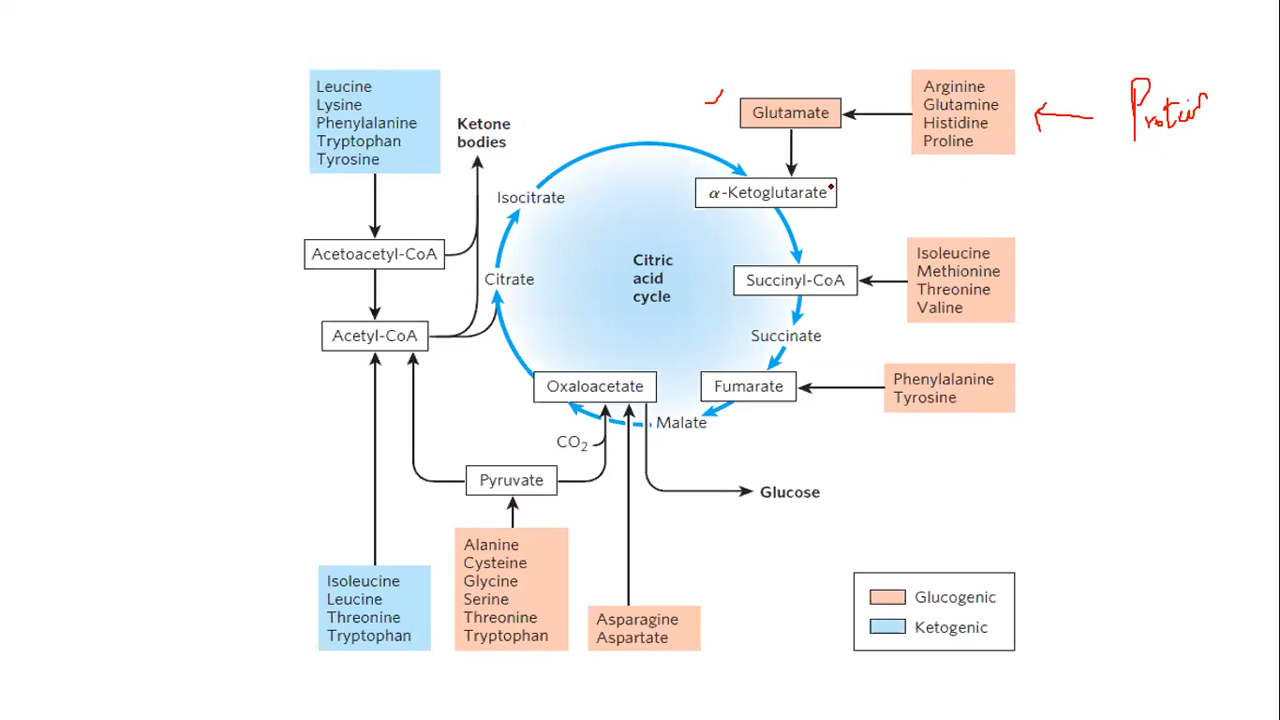 Leucine
Lysine
Phenylalanine
Tryptophan
Tyrosine
Ketone
bodies
Glutamate
Arginine
Glutamine
Histidine
Proline
Protein
Isocitrate
α-Ketoglutarate
Acetoacetyl-CoA
Citrate
Citric
acid
cycle
Succinyl-CoA
Isoleucine
Methionine
Threonine
Valine
Acetyl-CoA
Succinate
Oxaloacetate
Fumarate
Phenylalanine
Tyrosine
Malate
CO₂
Pyruvate
Glucose
Isoleucine
Leucine
Threonine
Tryptophan
Alanine
Cysteine
Glycine
Serine
Threonine
Tryptophan
Asparagine
Aspartate
Glucogenic
Ketogenic